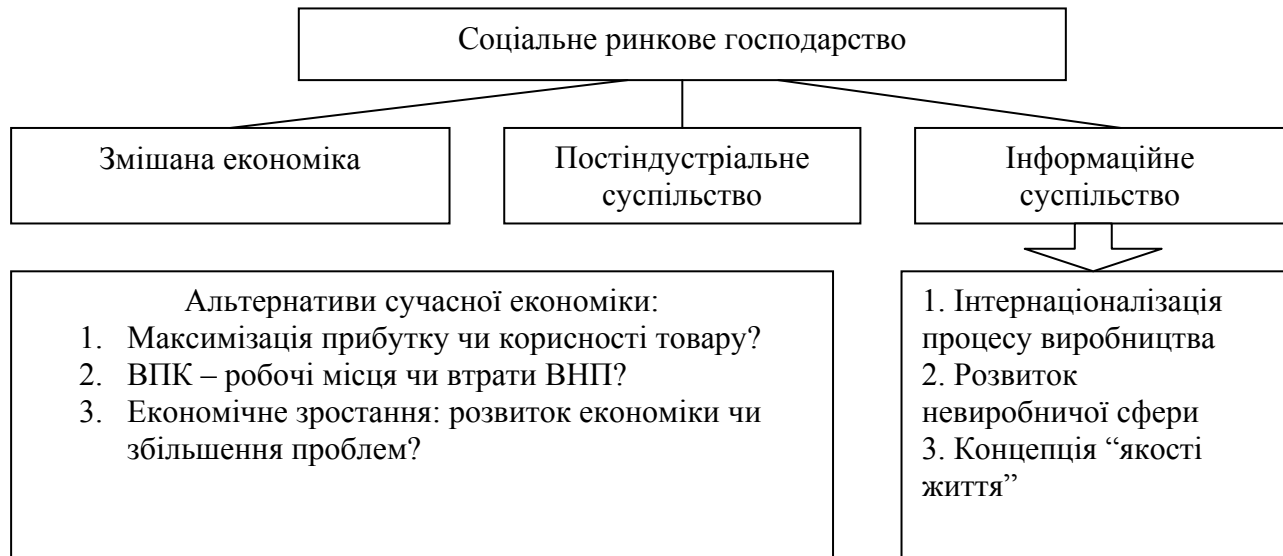 Соціальне ринкове господарство
Змішана економіка
Постіндустріальне
суспільство
Інформаційне
суспільство
Альтернативи сучасної економіки:
1. Максимізація прибутку чи корисності товару?
2. ВПК – робочі місця чи втрати ВНП?
3. Економічне зростання: розвиток економіки чи
збільшення проблем?
1. Інтернаціоналізація
процесу виробництва
2. Розвиток
невиробничої сфери
3. Концепція “якості
життя”